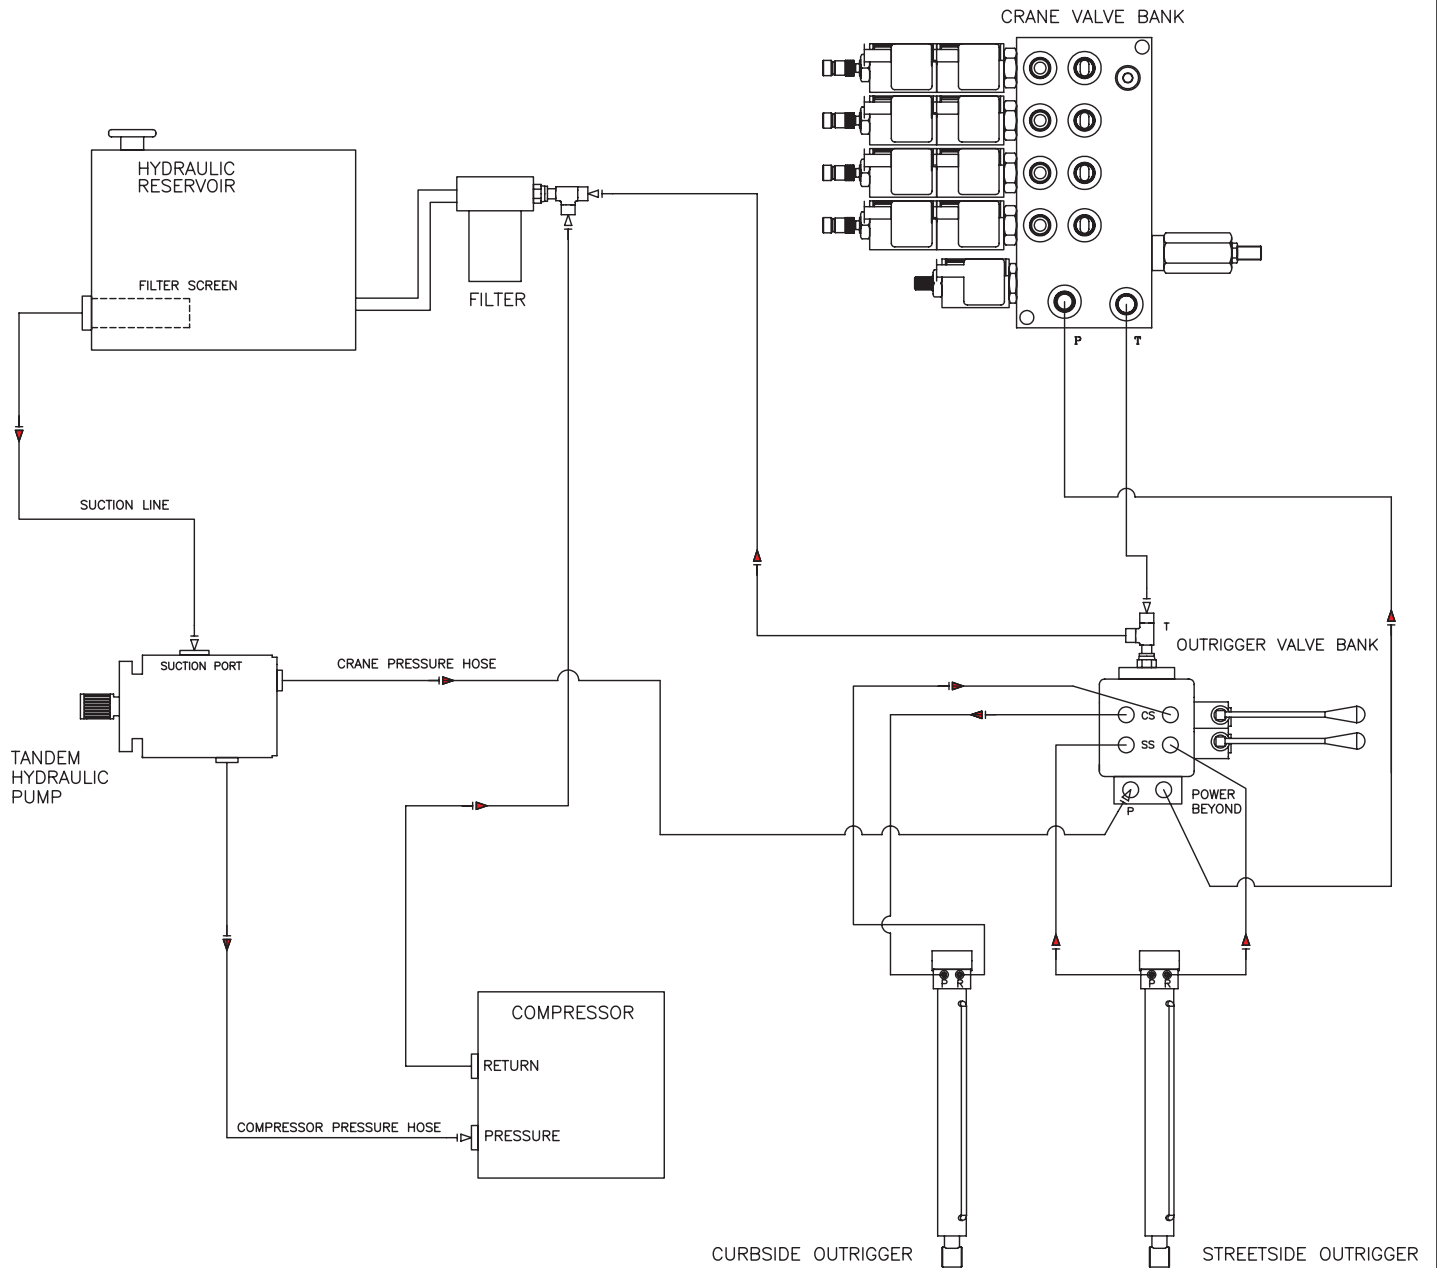 CRANE VALVE BANK
HYDRAULIC
RESERVOIR
FILTER SCREEN
FILTER
P
T
SUCTION LINE
SUCTION PORT
CRANE PRESSURE HOSE
T
OUTRIGGER VALVE BANK
CS
SS
TANDEM
HYDRAULIC
PUMP
POWER
BEYOND
P
P R
P R
COMPRESSOR
RETURN
COMPRESSOR PRESSURE HOSE
PRESSURE
CURBSIDE OUTRIGGER
STREETSIDE OUTRIGGER